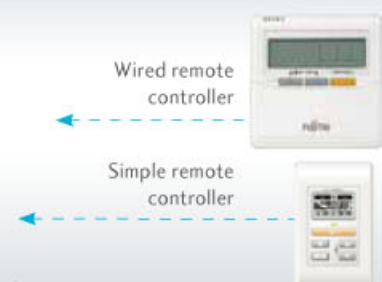 Wired remote
controller
FUJITSU
Simple remote
controller